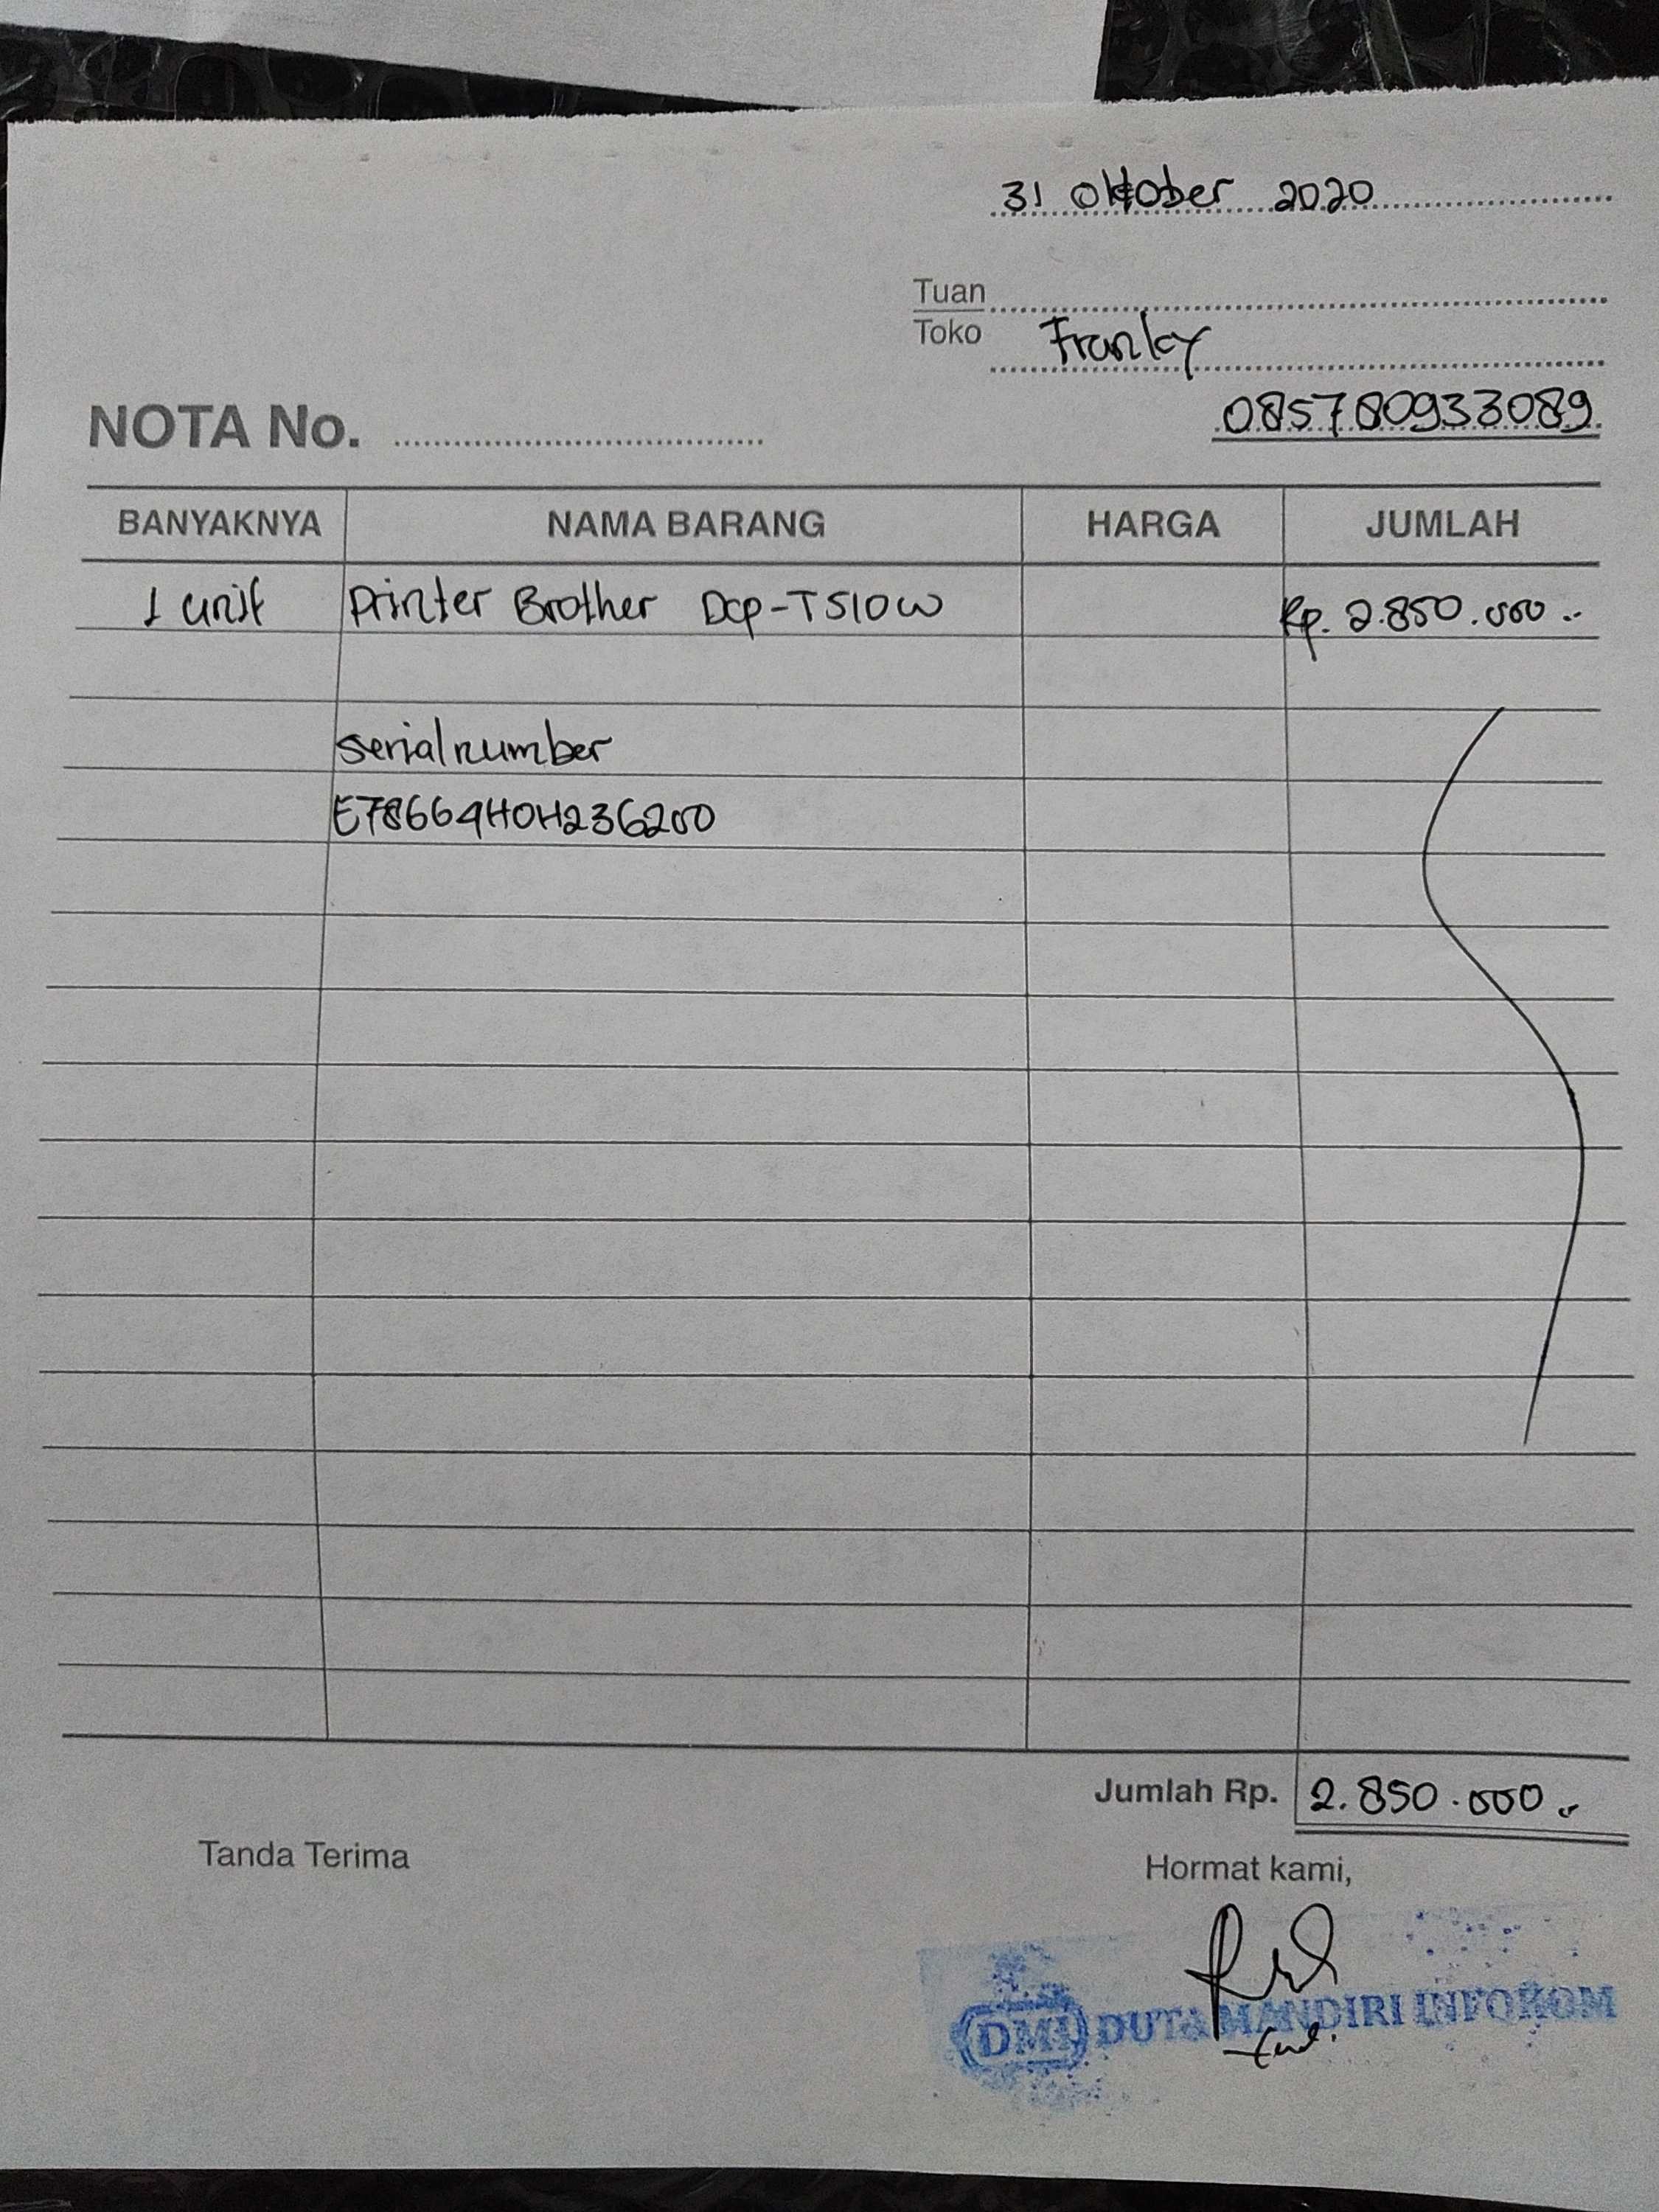 31 Oktober 2020
Tuan
Toko Franky
NOTA No. 085780933089
BANYAKNYA NAMA BARANG HARGA JUMLAH
1 unit Printer Brother Dcp-T510W Rp. 2.850.000.-
serial number
E78664H0H236200
Jumlah Rp. 2.850.000.-
Tanda Terima Hormat kami,
DMI DUTA MANDIRI INFOKOM